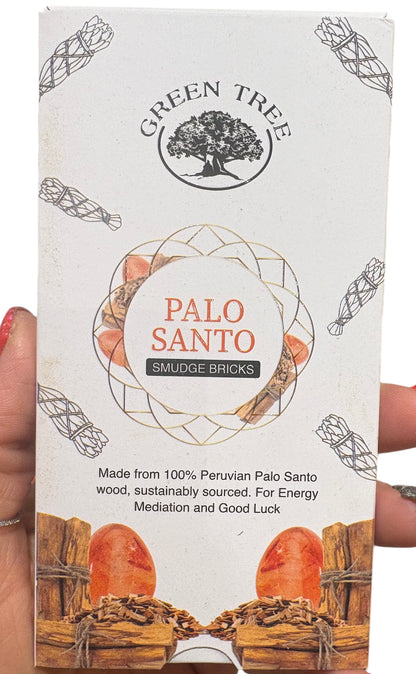 GREEN TREE
PALO
SANTO
SMUDGE BRICKS
Made from 100% Peruvian Palo Santo
wood, sustainably sourced. For Energy
Mediation and Good Luck